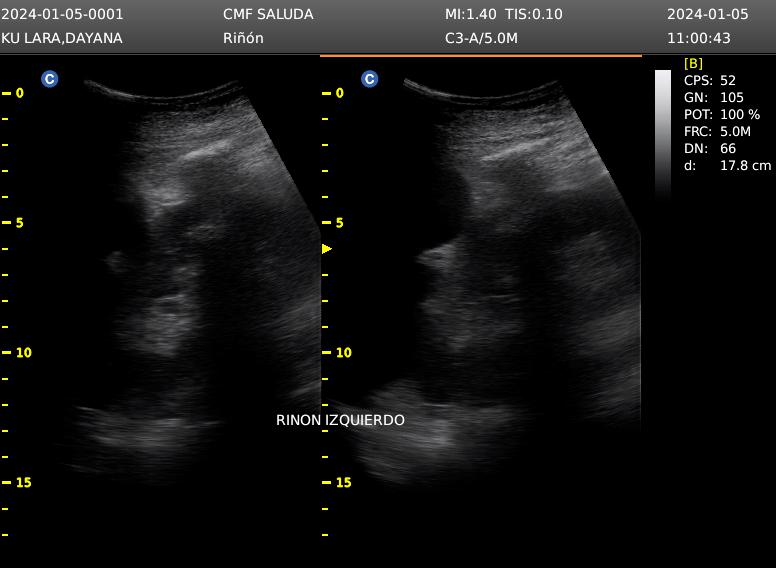 2024-01-05-0001 CMF SALUDA MI:1.40 TIS:0.10 2024-01-05
KU LARA,DAYANA Riñón C3-A/5.0M 11:00:43
[B]
CPS: 52
GN: 105
POT: 100 %
FRC: 5.0M
DN: 66
d: 17.8 cm
C C
0 0
5 5
10 10
RINON IZQUIERDO
15 15